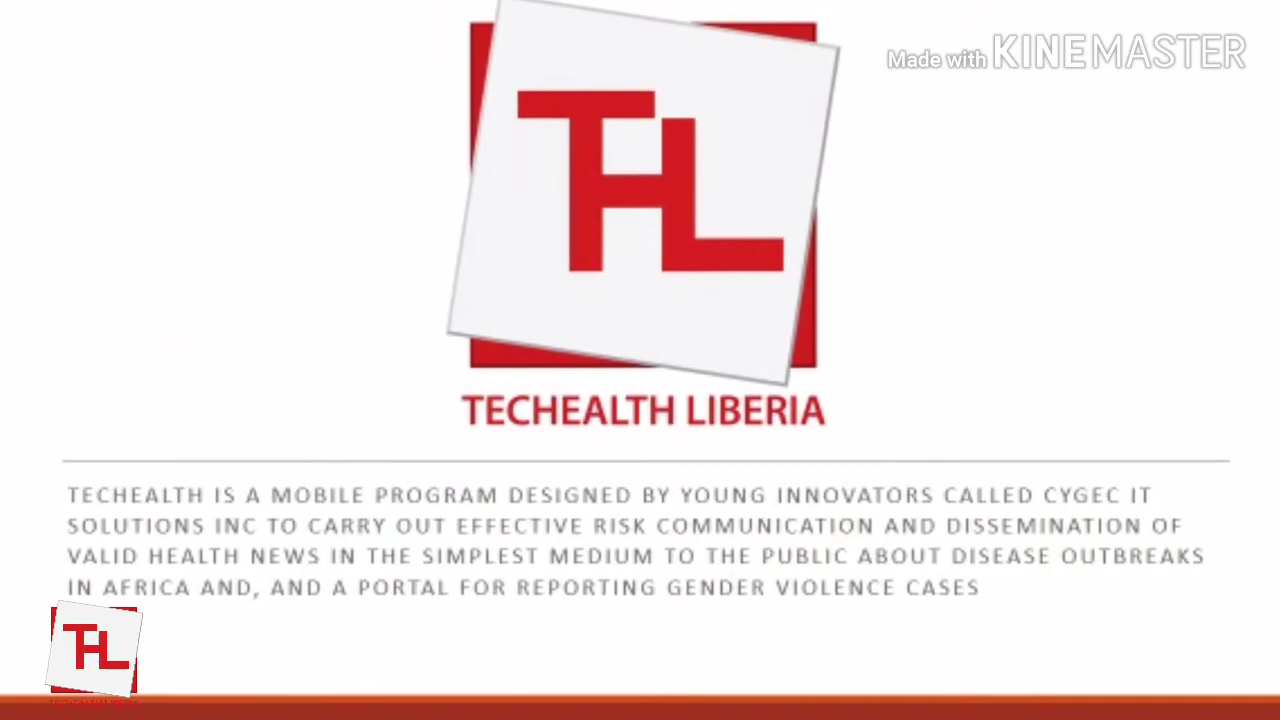 Made with KINEMASTER
THL
TECHEALTH LIBERIA
TECHEALTH IS A MOBILE PROGRAM DESIGNED BY YOUNG INNOVATORS CALLED CYGEC IT
SOLUTIONS INC TO CARRY OUT EFFECTIVE RISK COMMUNICATION AND DISSEMINATION OF
VALID HEALTH NEWS IN THE SIMPLEST MEDIUM TO THE PUBLIC ABOUT DISEASE OUTBREAKS
IN AFRICA AND, AND A PORTAL FOR REPORTING GENDER VIOLENCE CASES
THL